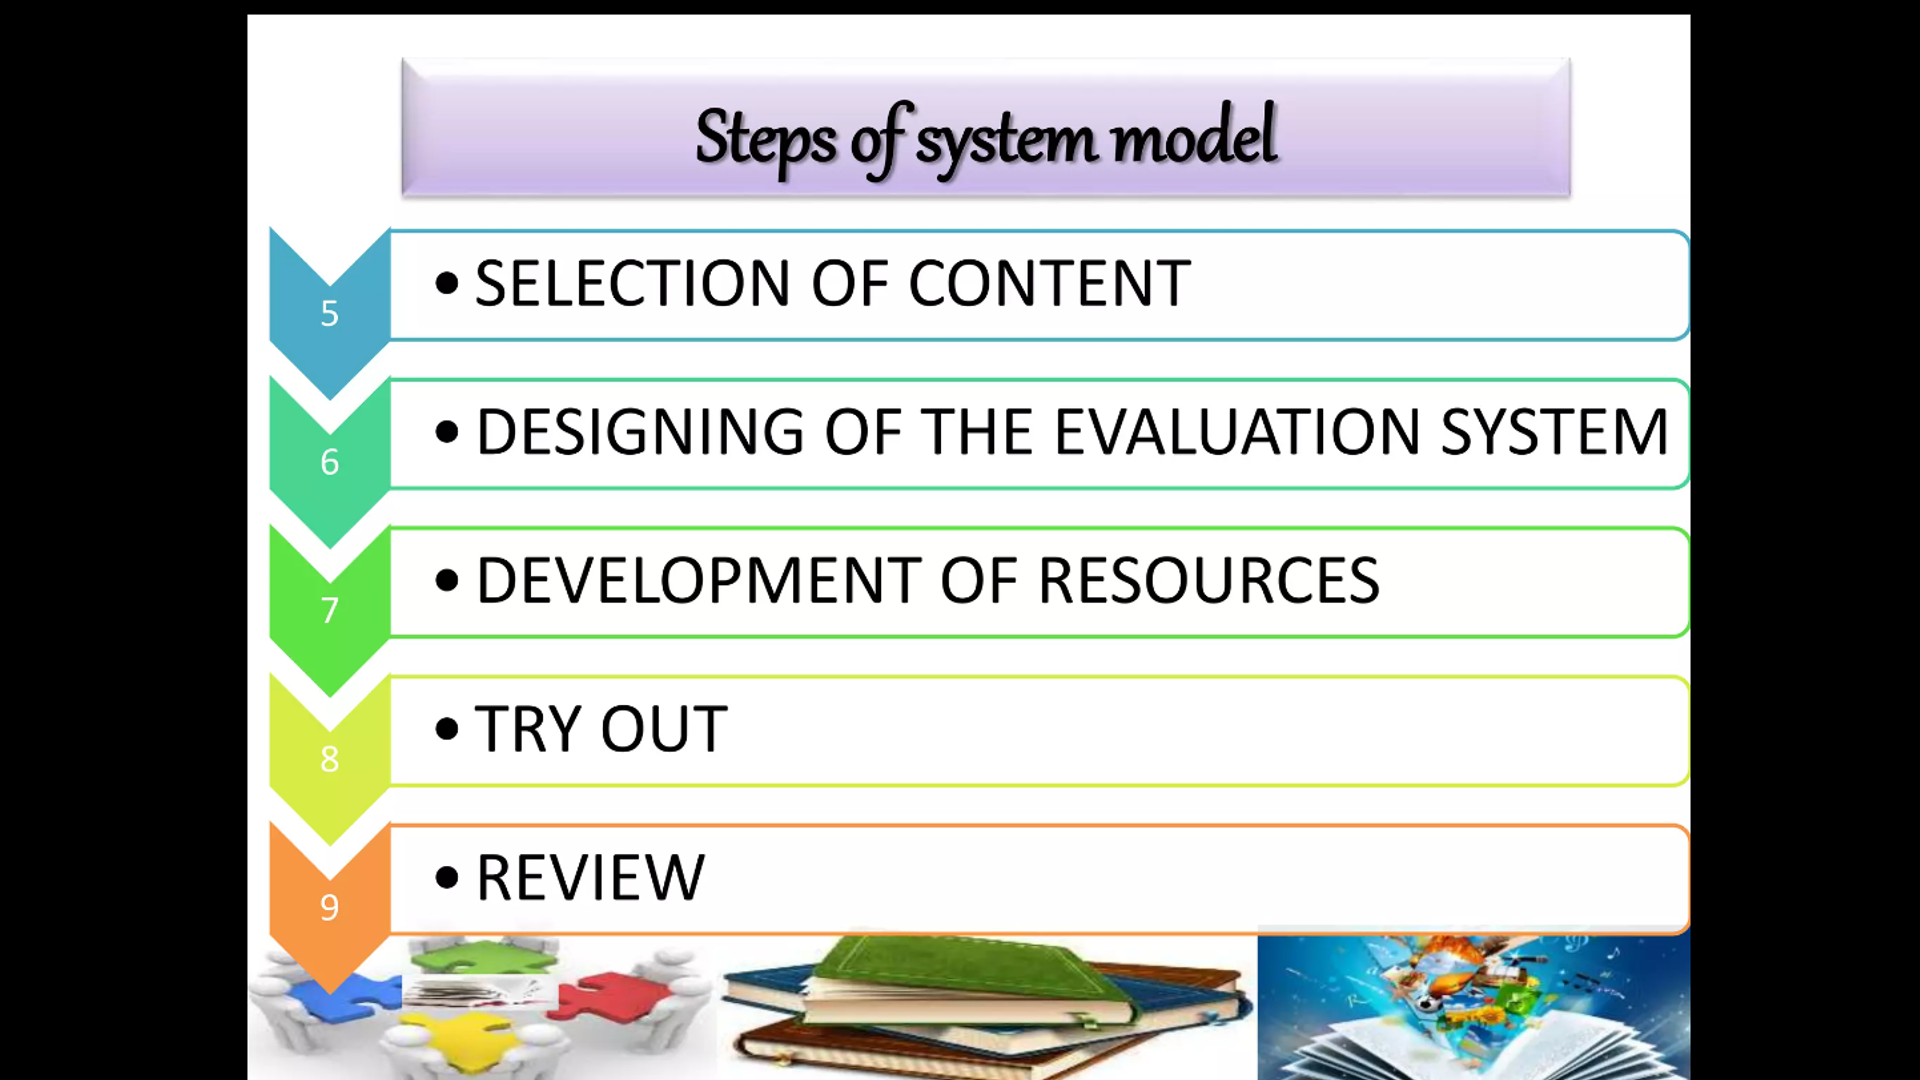 Steps of system model
5
• SELECTION OF CONTENT
6
• DESIGNING OF THE EVALUATION SYSTEM
7
• DEVELOPMENT OF RESOURCES
8
• TRY OUT
9
• REVIEW